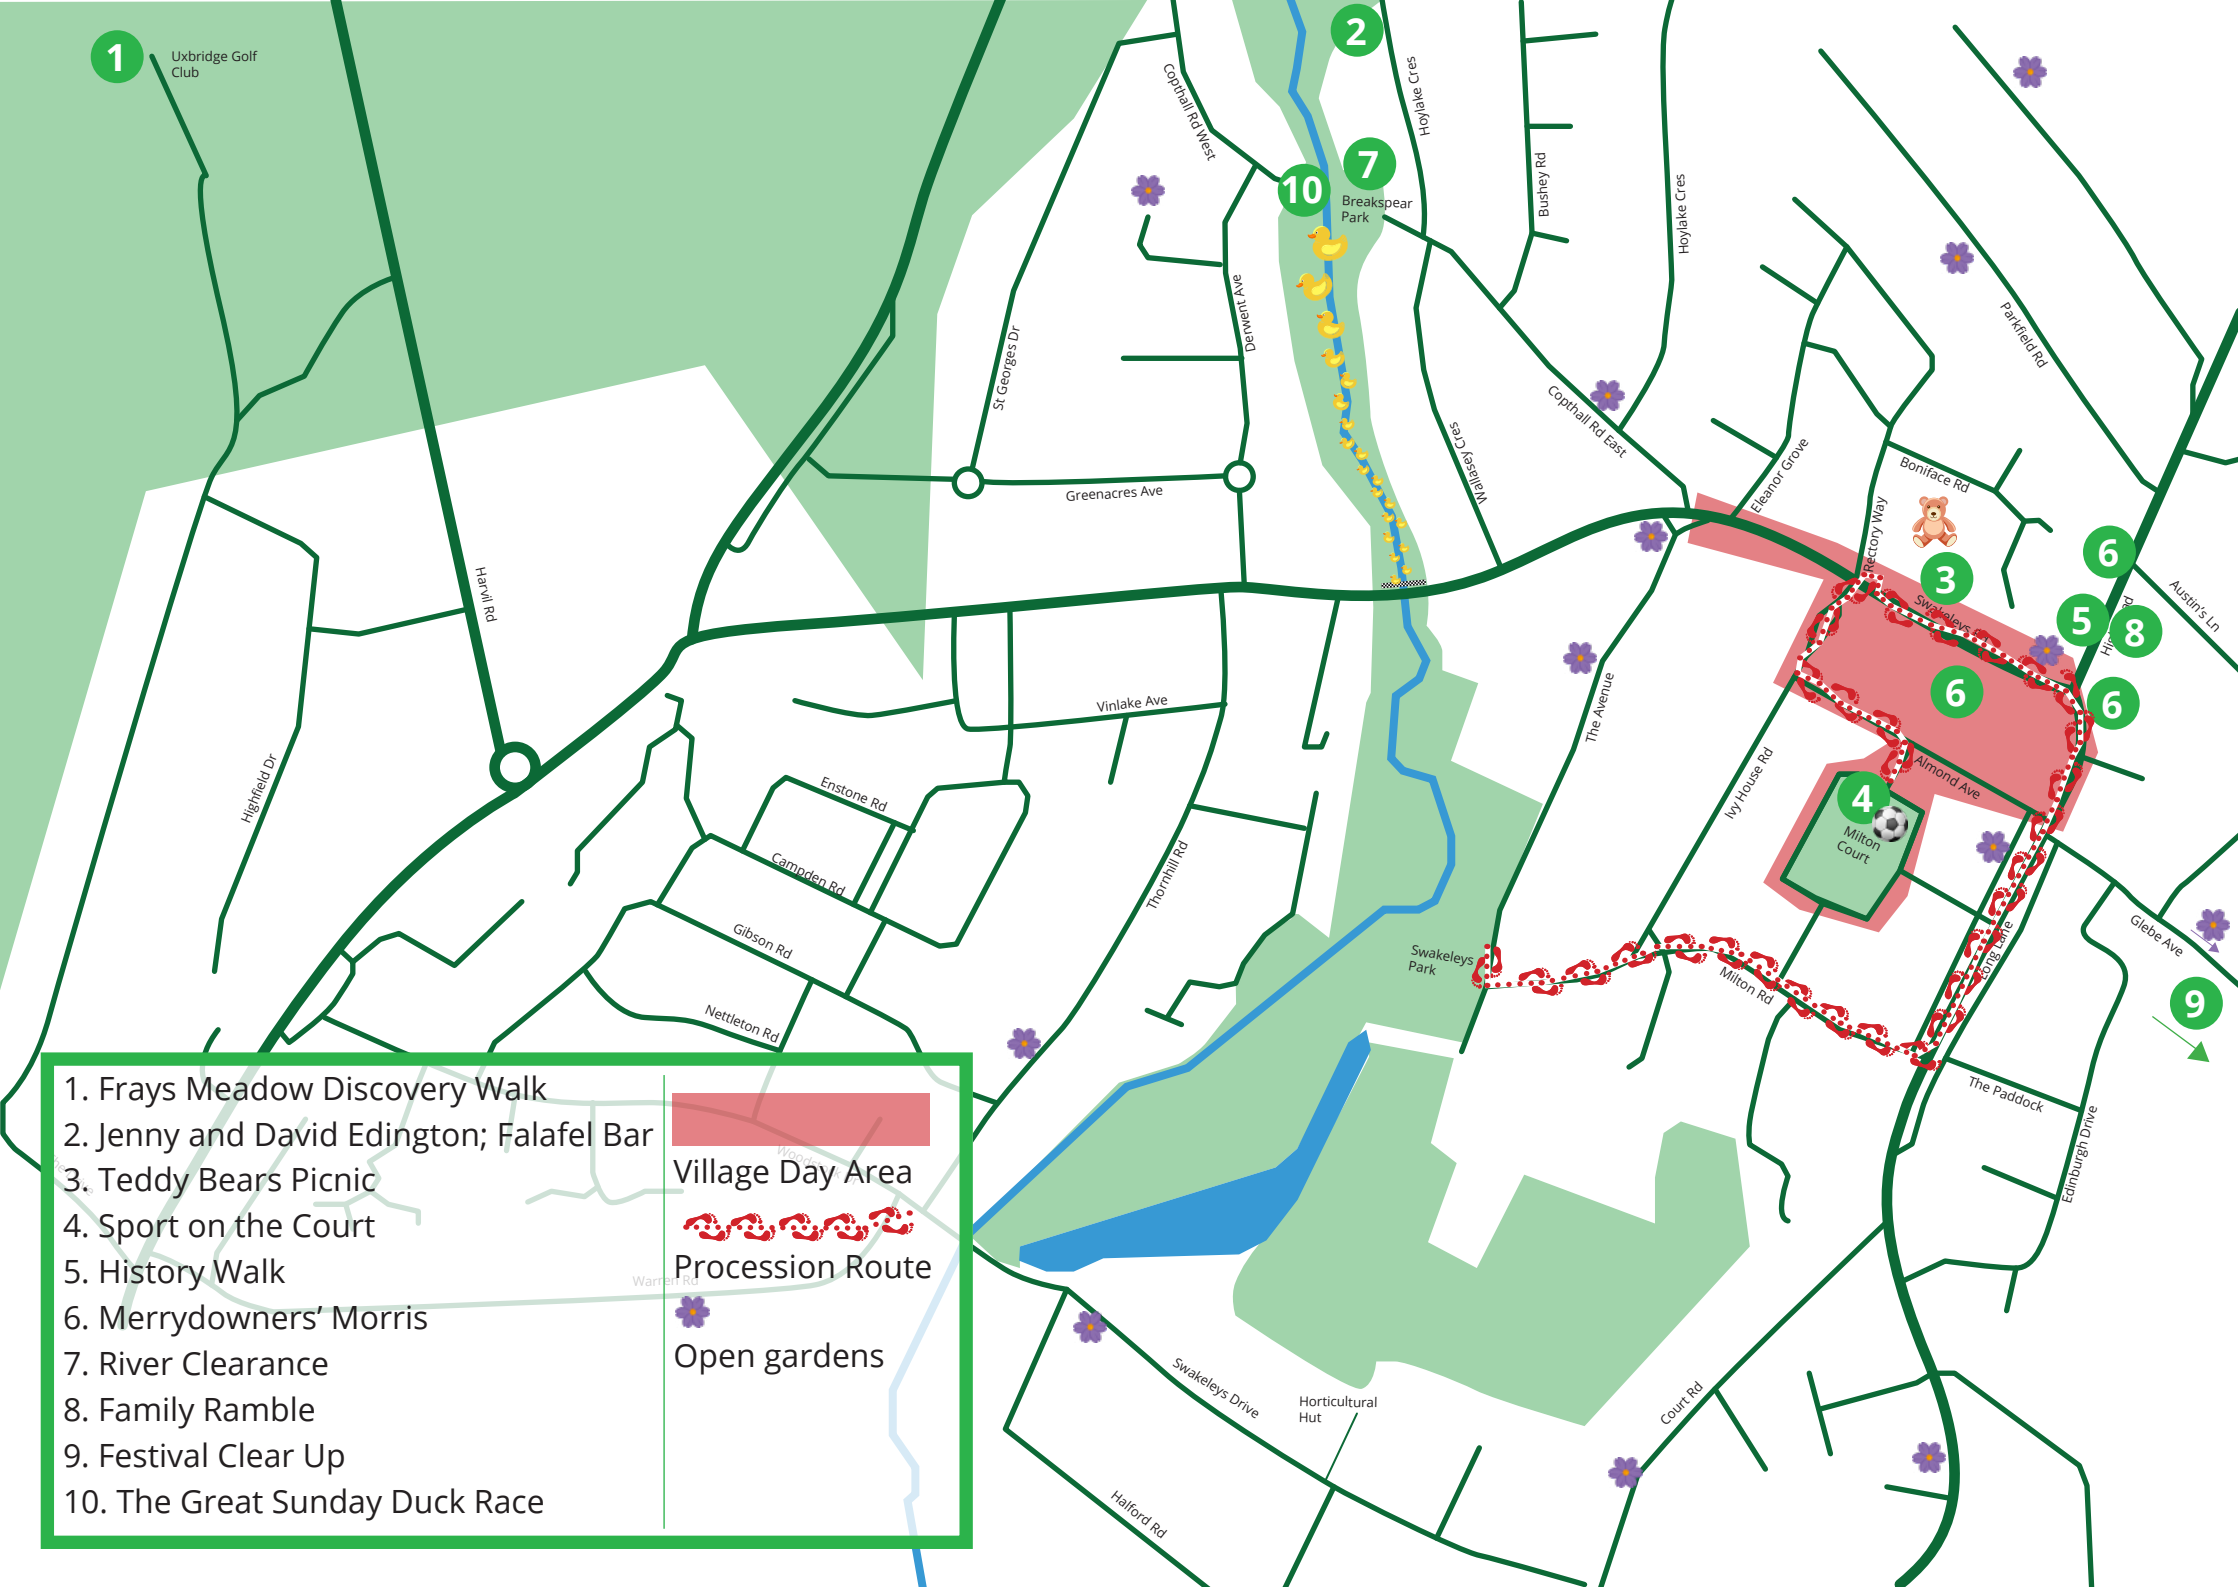 1
Uxbridge Golf
Club
2
Hoylake Cres
Copthall Rd West
7
10
Breakspear
Park
Bushey Rd
Hoylake Cres
Derwent Ave
St Georges Dr
Parkfield Rd
Copthall Rd East
Wallasey Cres
Eleanor Grove
Boniface Rd
Greenacres Ave
Rectory Way
Harvil Rd
3
6
Austin's Ln
5
8
Swakeleys
6
6
Vinlake Ave
The Avenue
Ivy House Rd
Almond Ave
4
Milton
Court
Enstone Rd
Highfield Dr
Campden Rd
Thornhill Rd
Gibson Rd
Glebe Ave
Long Lane
Swakeleys
Park
Milton Rd
Nettleton Rd
9
The Paddock
Edinburgh Drive
1. Frays Meadow Discovery Walk
2. Jenny and David Edington; Falafel Bar
3. Teddy Bears Picnic
4. Sport on the Court
5. History Walk
6. Merrydowners’ Morris
7. River Clearance
8. Family Ramble
9. Festival Clear Up
10. The Great Sunday Duck Race
Village Day Area
Procession Route
Open gardens
Warren Rd
Swakeleys Drive
Horticultural
Hut
Court Rd
Halford Rd